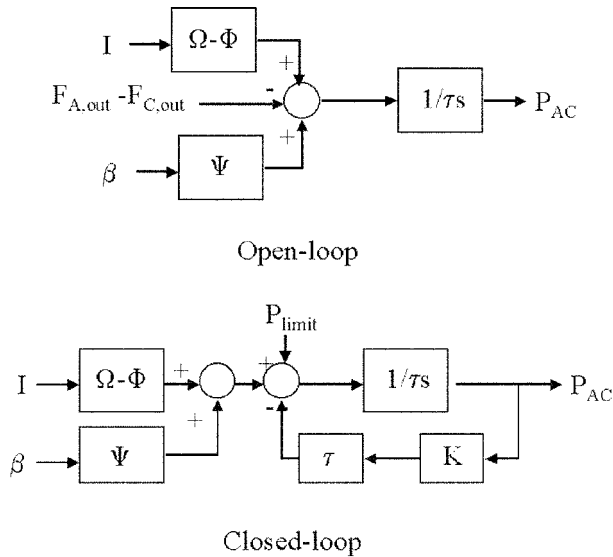 I
Ω-Φ
+
-
F_A,out -F_C,out
1/τs
P_AC
+
β
Ψ
Open-loop
P_limit
I
Ω-Φ
+
+
1/τs
P_AC
+
-
β
Ψ
τ
K
Closed-loop